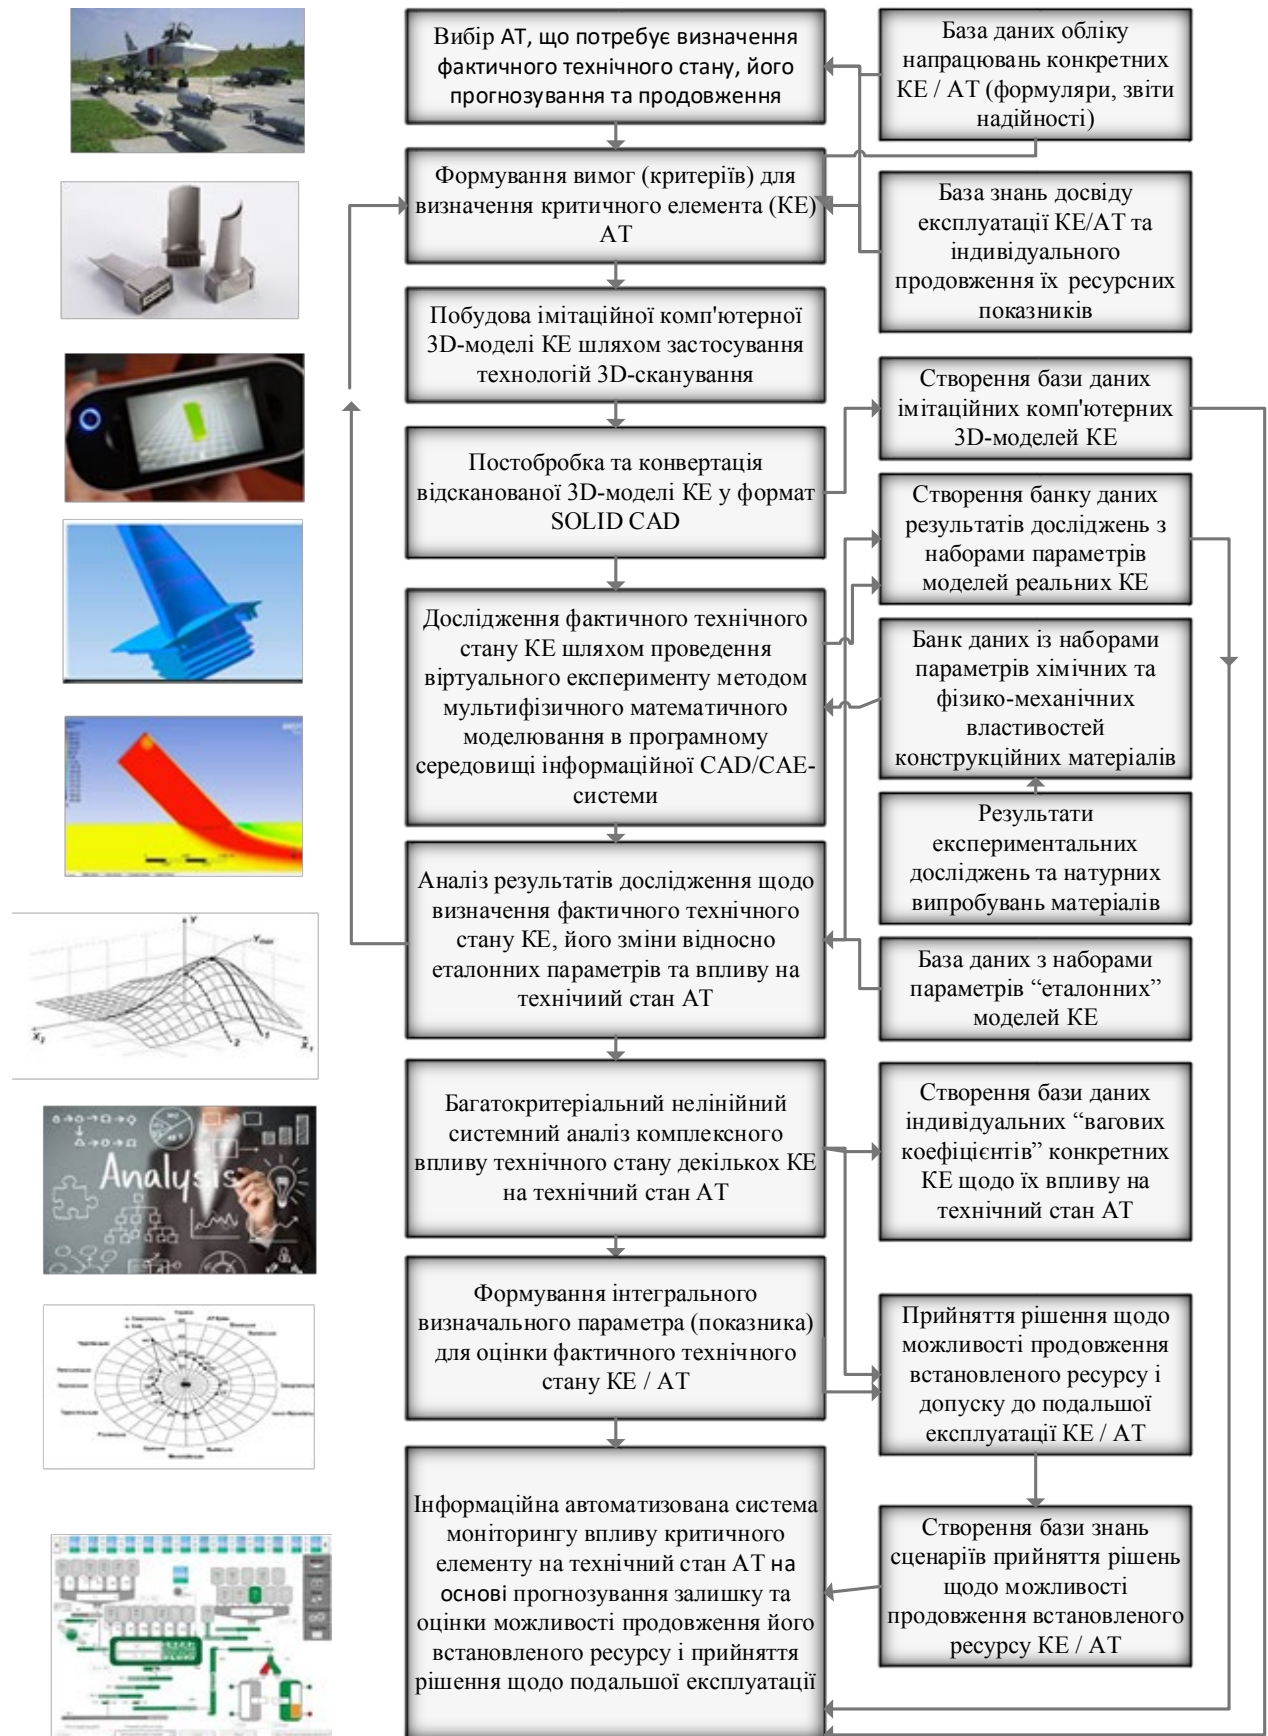 Вибір АТ, що потребує визначення
фактичного технічного стану, його
прогнозування та продовження
База даних обліку
напрацювань конкретних
КЕ / АТ (формуляри, звіти
надійності)
Формування вимог (критеріїв) для
визначення критичного елемента (КЕ)
АТ
База знань досвіду
експлуатації КЕ/АТ та
індивідуального
продовження їх ресурсних
показників
Побудова імітаційної комп'ютерної
3D-моделі КЕ шляхом застосування
технологій 3D-сканування
Створення бази даних
імітаційних комп'ютерних
3D-моделей КЕ
Постобробка та конвертація
відсканованої 3D-моделі КЕ у формат
SOLID CAD
Створення банку даних
результатів досліджень з
наборами параметрів
моделей реальних КЕ
Дослідження фактичного технічного
стану КЕ шляхом проведення
віртуального експерименту методом
мультифізичного математичного
моделювання в програмному
середовищі інформаційної CAD/CAE-
системи
Банк даних із наборами
параметрів хімічних та
фізико-механічних
властивостей
конструкційних матеріалів
Результати
експериментальних
досліджень та натурних
випробувань матеріалів
Аналіз результатів дослідження щодо
визначення фактичного технічного
стану КЕ, його зміни відносно
еталонних параметрів та впливу на
технічиий стан АТ
База даних з наборами
параметрів “еталонних”
моделей КЕ
Y
Ymax
X2
2
1
X1
Багатокритеріальний нелінійний
системний аналіз комплексного
впливу технічного стану декількох КЕ
на технічний стан АТ
Створення бази даних
індивідуальних “вагових
коефіцієнтів” конкретних
КЕ щодо їх впливу на
технічний стан АТ
Analysis
Формування інтегрального
визначального параметра (показника)
для оцінки фактичного технічного
стану КЕ / АТ
Прийняття рішення щодо
можливості продовження
встановленого ресурсу і
допуску до подальшої
експлуатації КЕ / АТ
Інформаційна автоматизована система
моніторингу впливу критичного
елементу на технічний стан АТ на
основі прогнозування залишку та
оцінки можливості продовження його
встановленого ресурсу і прийняття
рішення щодо подальшої експлуатації
Створення бази знань
сценаріїв прийняття рішень
щодо можливості
продовження встановленого
ресурсу КЕ / АТ